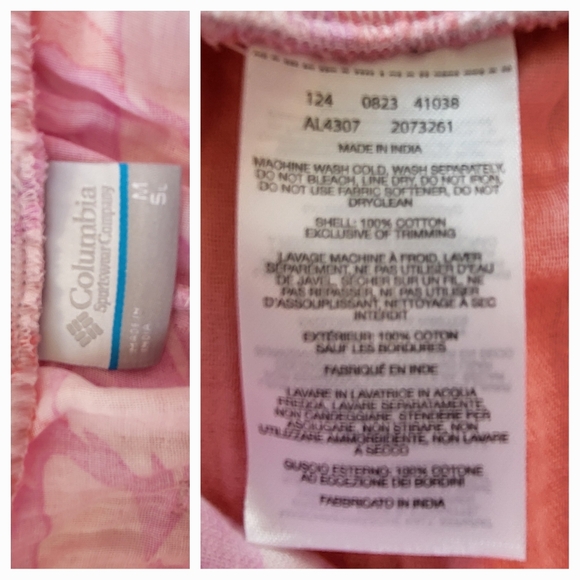 Columbia
Sportswear Company
M
5L
MADE IN
INDIA
124 0823 41038
AL4307 2073261
MADE IN INDIA
MACHINE WASH COLD, WASH SEPARATELY,
DO NOT BLEACH, LINE DRY, DO NOT IRON,
DO NOT USE FABRIC SOFTENER, DO NOT
DRYCLEAN
SHELL: 100% COTTON
EXCLUSIVE OF TRIMMING
LAVAGE MACHINE À FROID, LAVER
SÉPARÉMENT, NE PAS UTILISER D'EAU
DE JAVEL, SÉCHER SUR UN FIL, NE
PAS REPASSER, NE PAS UTILISER
D'ASSOUPLISSANT, NETTOYAGE À SEC
INTERDIT
EXTÉRIEUR: 100% COTON
SAUF LES BORDURES
FABRIQUÉ EN INDE
LAVARE IN LAVATRICE IN ACQUA
FREDDA, LAVARE SEPARATAMENTE,
NON CANDEGGIARE, STENDERE PER
ASCIUGARE, NON STIRARE, NON
UTILIZZARE AMMORBIDENTE, NON LAVARE
A SECCO
GUSCIO ESTERNO: 100% COTONE
AD ECCEZIONE DEI BORDINI
FABBRICATO IN INDIA